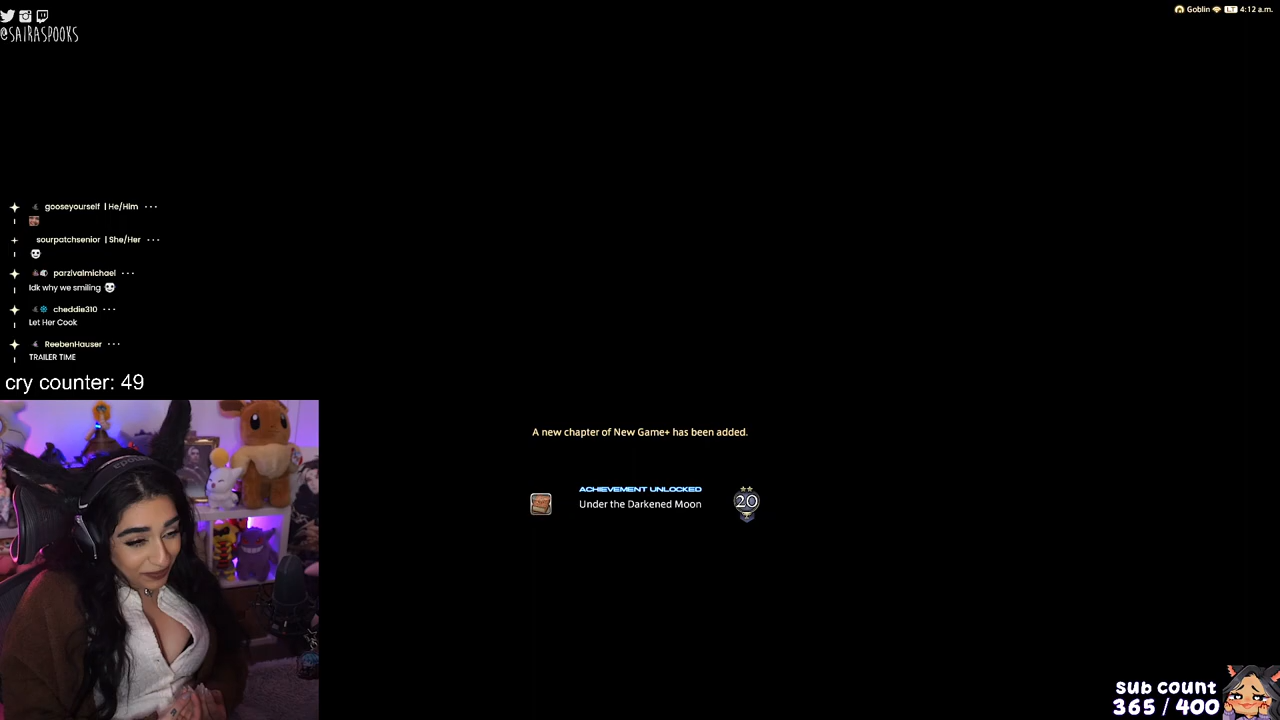 @SAIRASPOOKS
Goblin LT 4:12 a.m.
gooseyourself | He/Him
sourpatchsenior | She/Her
parzivalmichael
Idk why we smiling
cheddie310
Let Her Cook
ReebenHauser
TRAILER TIME
cry counter: 49
A new chapter of New Game+ has been added.
ACHIEVEMENT UNLOCKED
Under the Darkened Moon
20
sub count
365 / 400